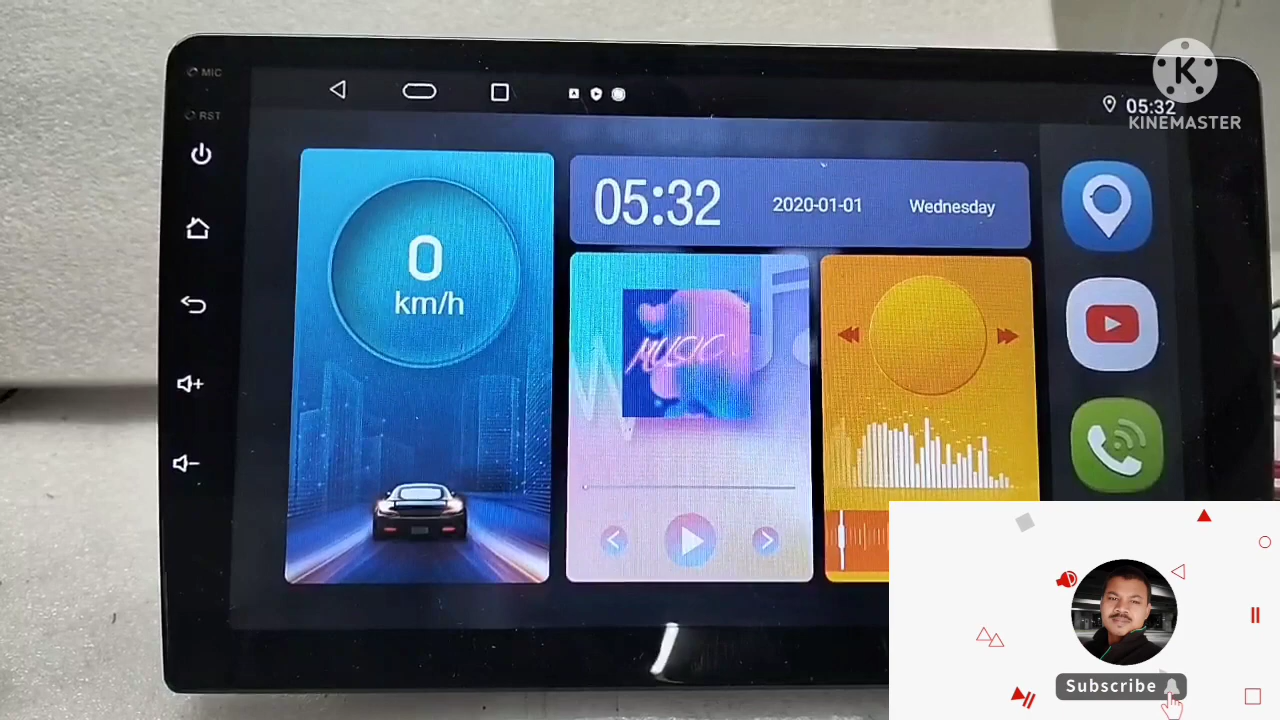 MIC
RST
05:32
KINEMASTER
05:32
2020-01-01
Wednesday
0
km/h
MUSIC
Subscribe